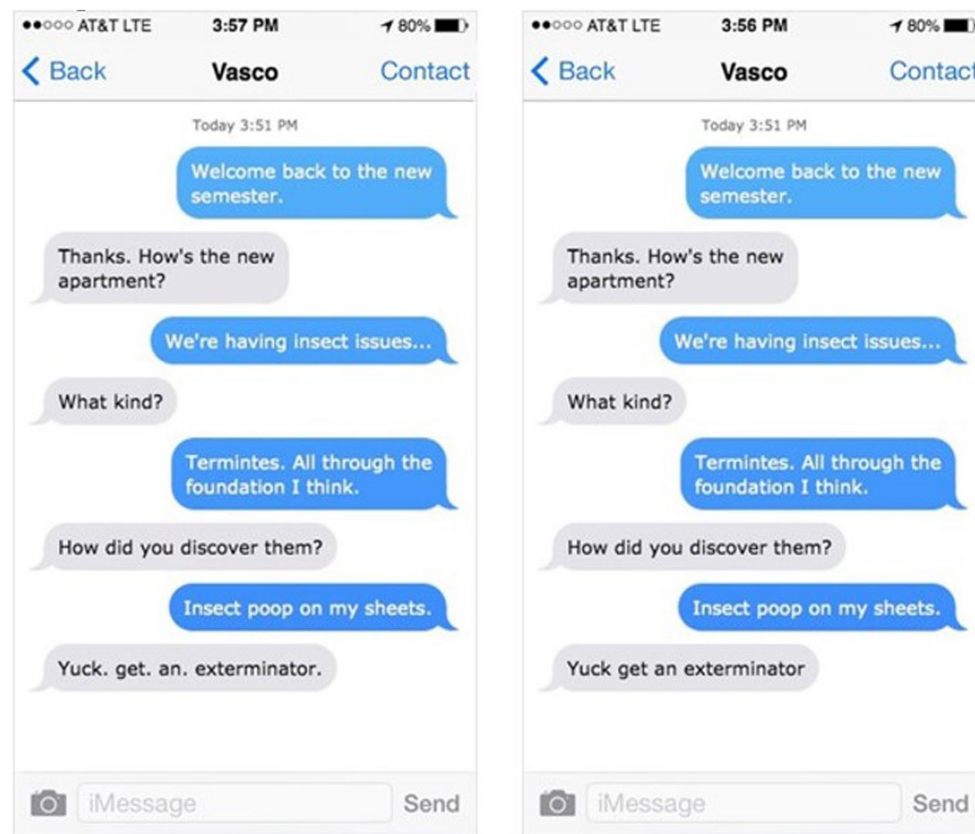 AT&T LTE 3:57 PM 80%
Back Vasco Contact
Today 3:51 PM
Welcome back to the new
semester.
Thanks. How's the new
apartment?
We're having insect issues...
What kind?
Termintes. All through the
foundation I think.
How did you discover them?
Insect poop on my sheets.
Yuck. get. an. exterminator.
iMessage Send
AT&T LTE 3:56 PM 80%
Back Vasco Contact
Today 3:51 PM
Welcome back to the new
semester.
Thanks. How's the new
apartment?
We're having insect issues...
What kind?
Termintes. All through the
foundation I think.
How did you discover them?
Insect poop on my sheets.
Yuck get an exterminator
iMessage Send